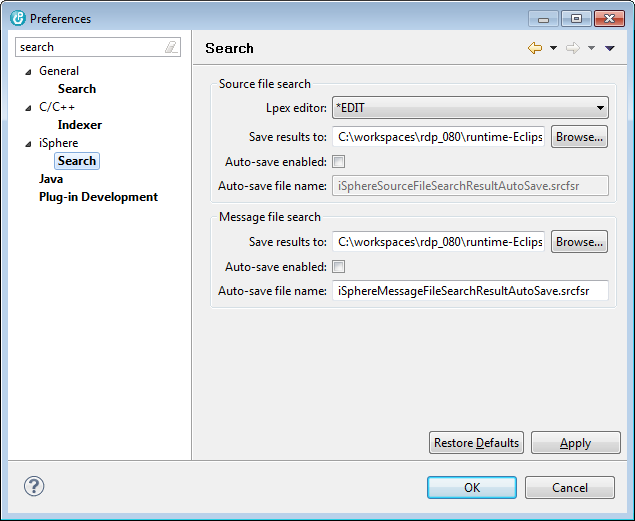 Preferences
search
General
Search
C/C++
Indexer
iSphere
Search
Java
Plug-in Development
Search
Source file search
Lpex editor: *EDIT
Save results to: C:\workspaces\rdp_080\runtime-Eclips Browse...
Auto-save enabled:
Auto-save file name: iSphereSourceFileSearchResultAutoSave.srcfsr
Message file search
Save results to: C:\workspaces\rdp_080\runtime-Eclips Browse...
Auto-save enabled:
Auto-save file name: iSphereMessageFileSearchResultAutoSave.srcfsr
Restore Defaults Apply
? OK Cancel